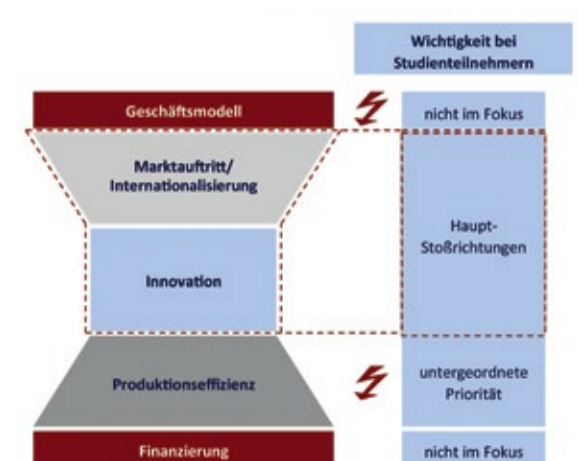 Wichtigkeit bei
Studienteilnehmern
Geschäftsmodell
nicht im Fokus
Marktauftritt/
Internationalisierung
Haupt-
Stoßrichtungen
Innovation
Produktionseffizienz
untergeordnete
Priorität
Finanzierung
nicht im Fokus